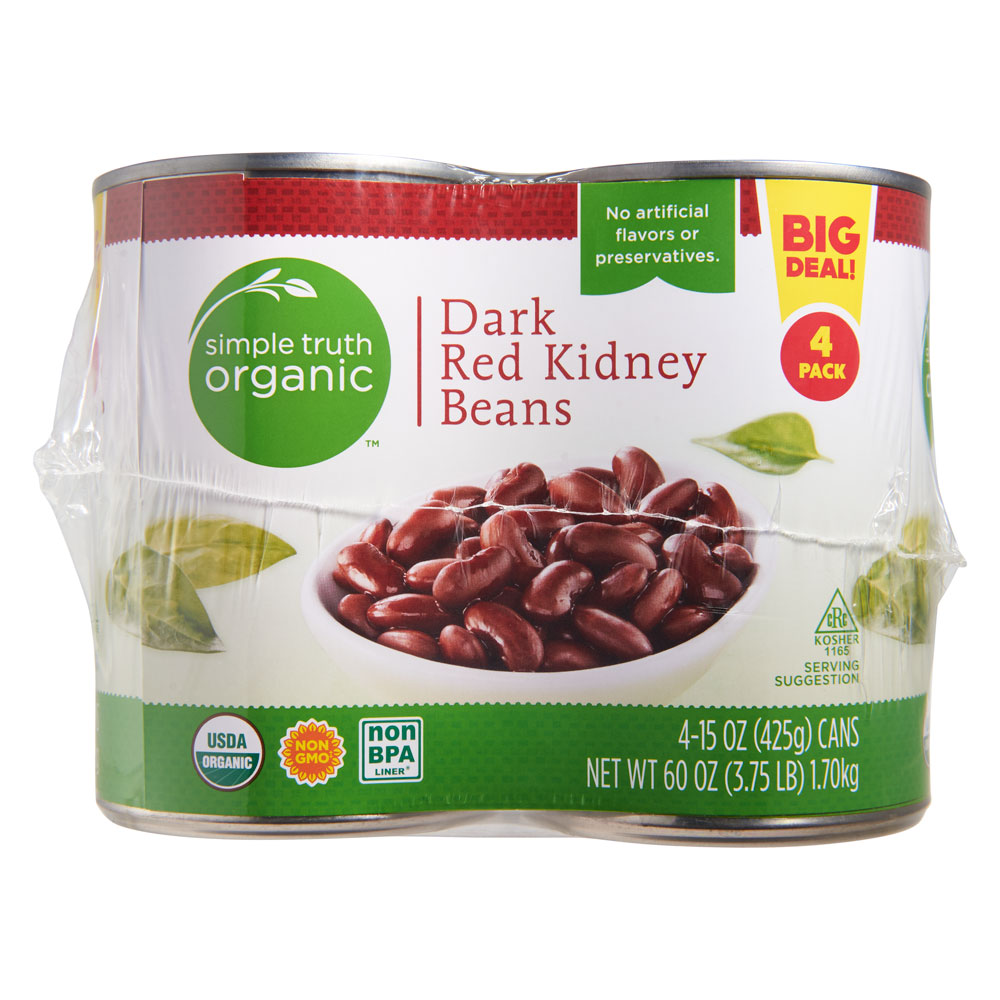 No artificial
flavors or
preservatives.
BIG
DEAL!
4
PACK
simple truth
organic
™
Dark
Red Kidney
Beans
cRc
KOSHER
1165
SERVING
SUGGESTION
USDA
ORGANIC
NON
GMO
non
BPA
LINER®
4-15 OZ (425g) CANS
NET WT 60 OZ (3.75 LB) 1.70kg